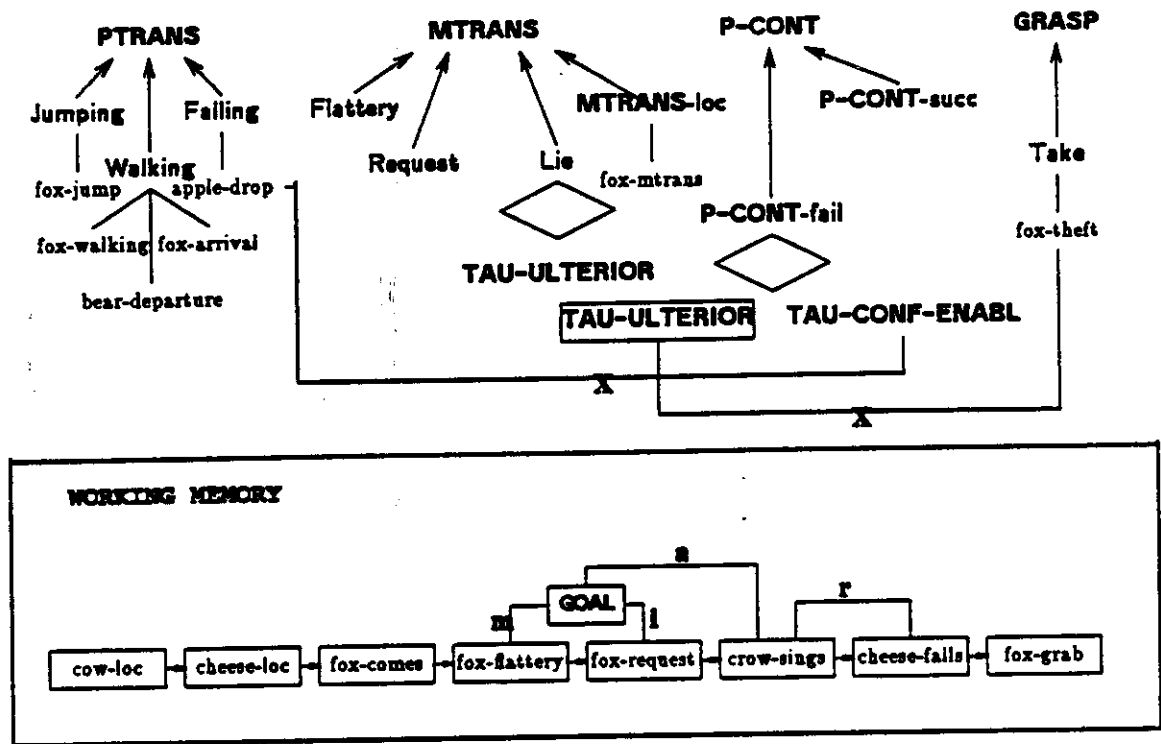 PTRANS MTRANS P-CONT GRASP
Jumping Falling Flattery MTRANS-loc P-CONT-succ
Walking Request Lie Take
fox-jump apple-drop fox-mtrans
P-CONT-fail
fox-walking fox-arrival fox-theft
TAU-ULTERIOR
bear-departure
TAU-ULTERIOR TAU-CONF-ENABL
X
X
WORKING MEMORY
a
GOAL r
m i
cow-loc cheese-loc fox-comes fox-flattery fox-request crow-sings cheese-falls fox-grab